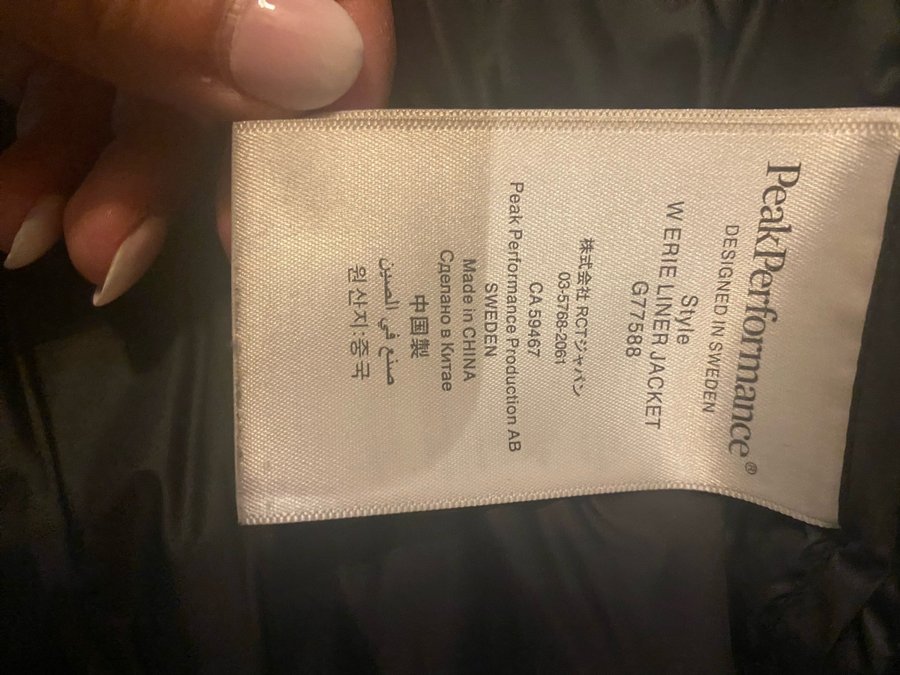 PeakPerformance®
DESIGNED IN SWEDEN
Style
W ERIE LINER JACKET
G77588
株式会社 RCTジャパン
03-5768-2061
CA 59467
Peak Performance Production AB
SWEDEN
Made in CHINA
Сделано в Китае
中国製
صنع في الصين
원산지:중국